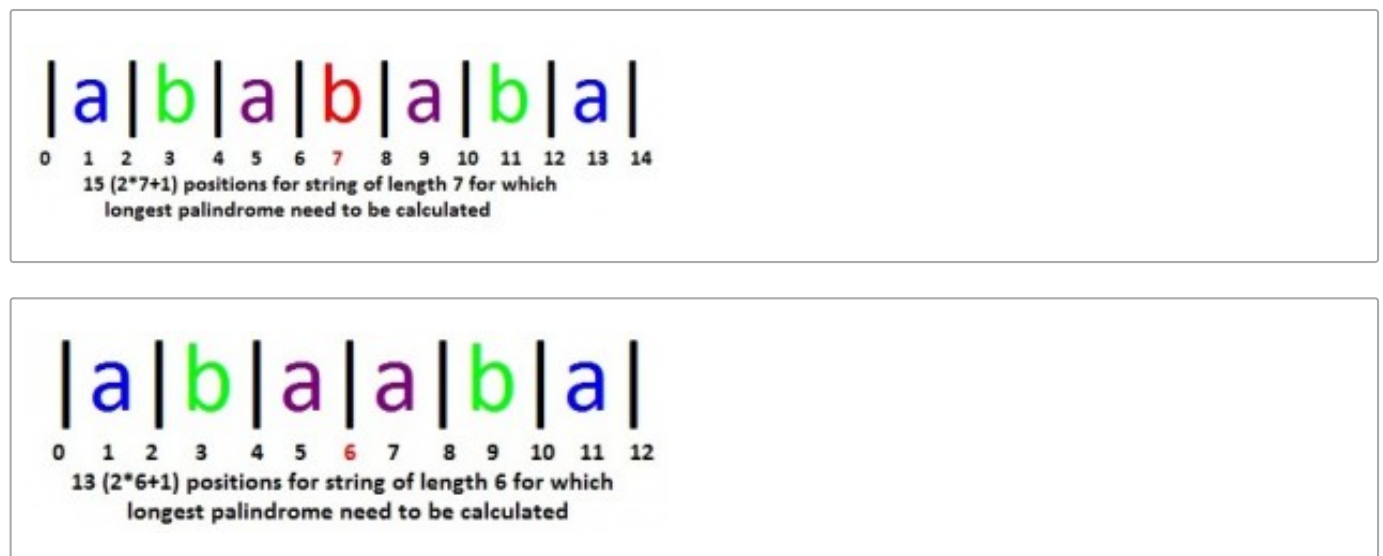 |a|b|a|b|a|b|a|
0 1 2 3 4 5 6 7 8 9 10 11 12 13 14
15 (2*7+1) positions for string of length 7 for which
longest palindrome need to be calculated
|a|b|a|a|b|a|
0 1 2 3 4 5 6 7 8 9 10 11 12
13 (2*6+1) positions for string of length 6 for which
longest palindrome need to be calculated